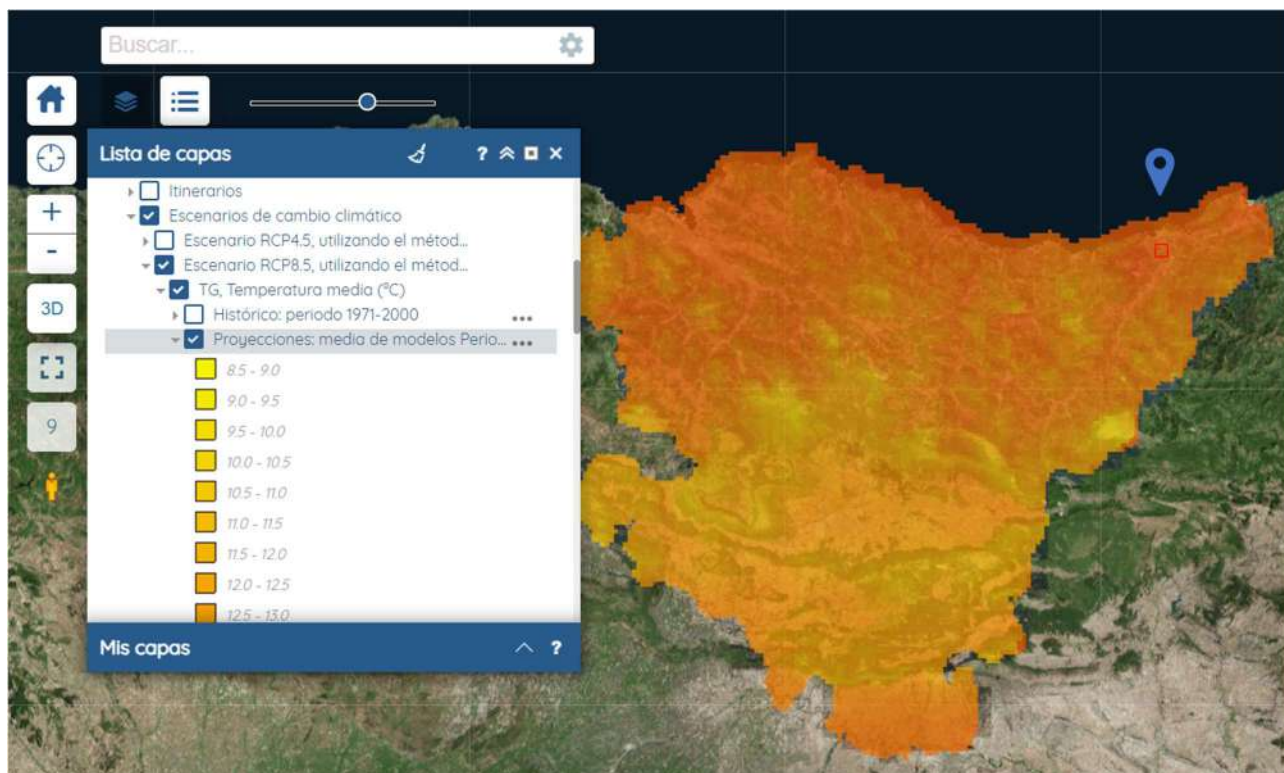 Buscar...
Lista de capas
?
Itinerarios
+
Escenarios de cambio climático
Escenario RCP4.5, utilizando el métod...
-
Escenario RCP8.5, utilizando el métod...
TG, Temperatura media (ºC)
3D
Histórico: periodo 1971-2000
Proyecciones: media de modelos Perio...
8.5 - 9.0
9.0 - 9.5
9
9.5 - 10.0
10.0 - 10.5
10.5 - 11.0
11.0 - 11.5
11.5 - 12.0
12.0 - 12.5
12.5 - 13.0
Mis capas
?